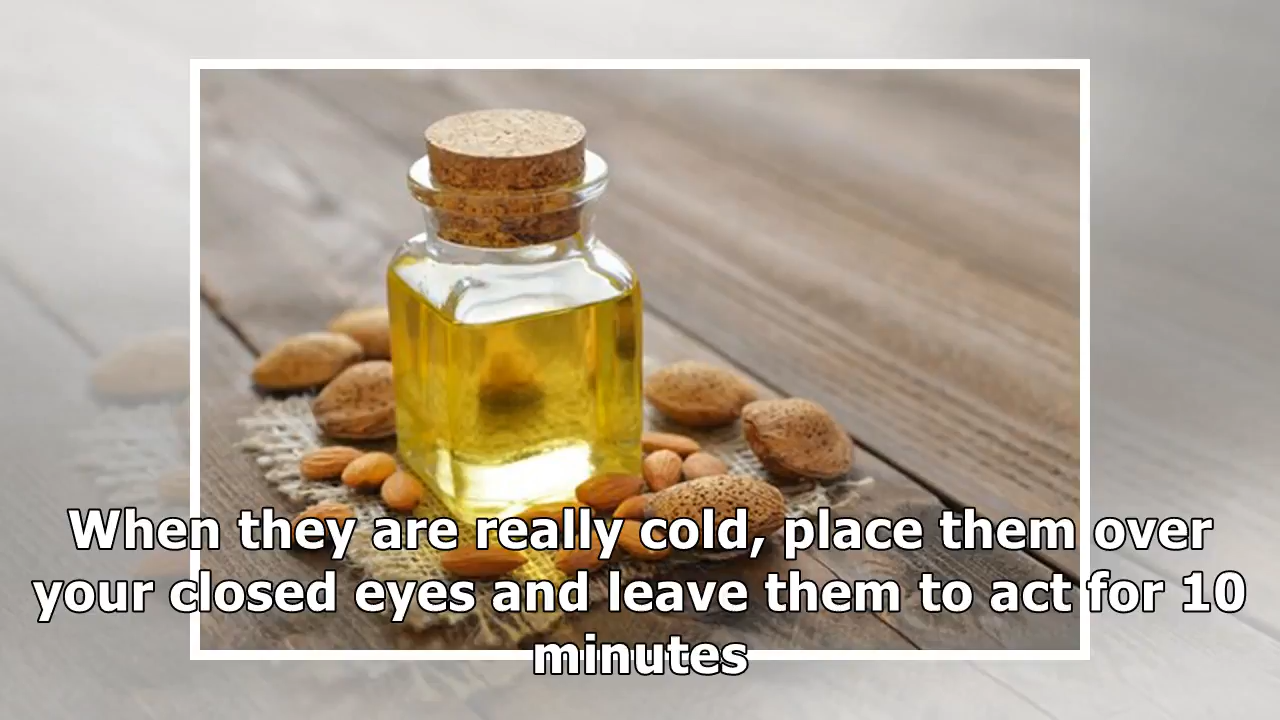 When they are really cold, place them over
your closed eyes and leave them to act for 10
minutes